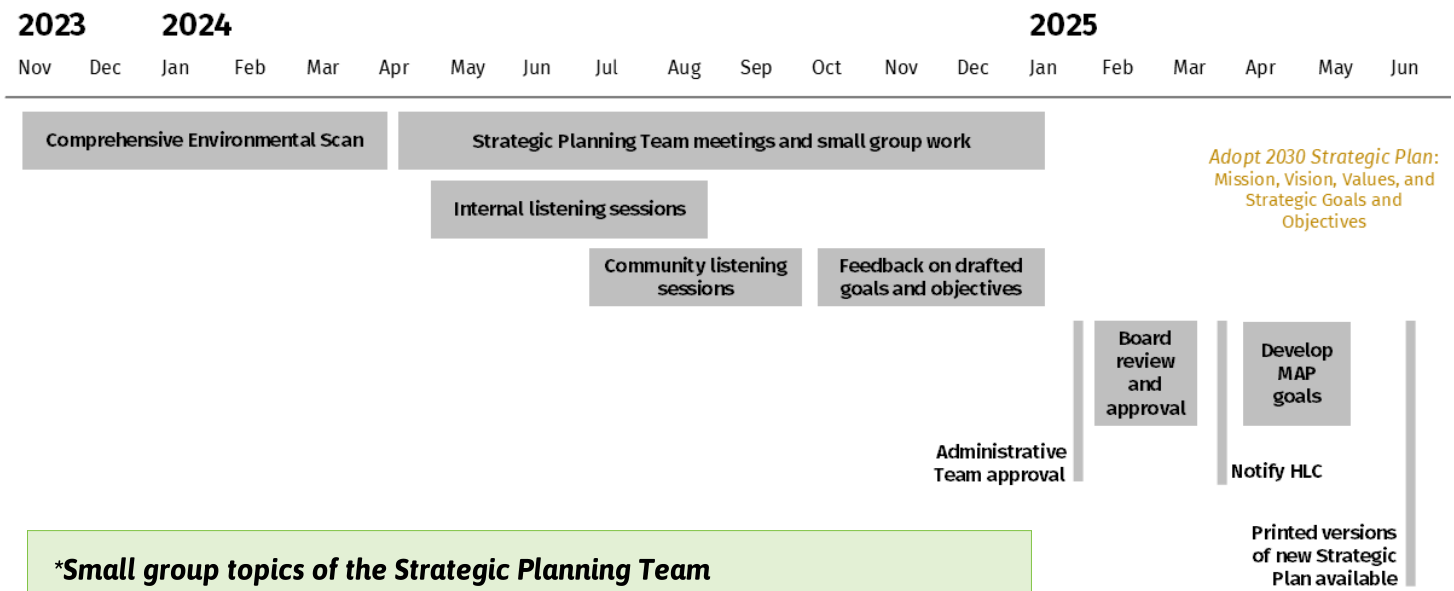 2023 2024 2025
Nov Dec Jan Feb Mar Apr May Jun Jul Aug Sep Oct Nov Dec Jan Feb Mar Apr May Jun
Comprehensive Environmental Scan
Strategic Planning Team meetings and small group work
Adopt 2030 Strategic Plan:
Mission, Vision, Values, and
Strategic Goals and
Objectives
Internal listening sessions
Community listening
sessions
Feedback on drafted
goals and objectives
Board
review
and
approval
Develop
MAP
goals
Administrative
Team approval
Notify HLC
Printed versions
of new Strategic
Plan available
*Small group topics of the Strategic Planning Team